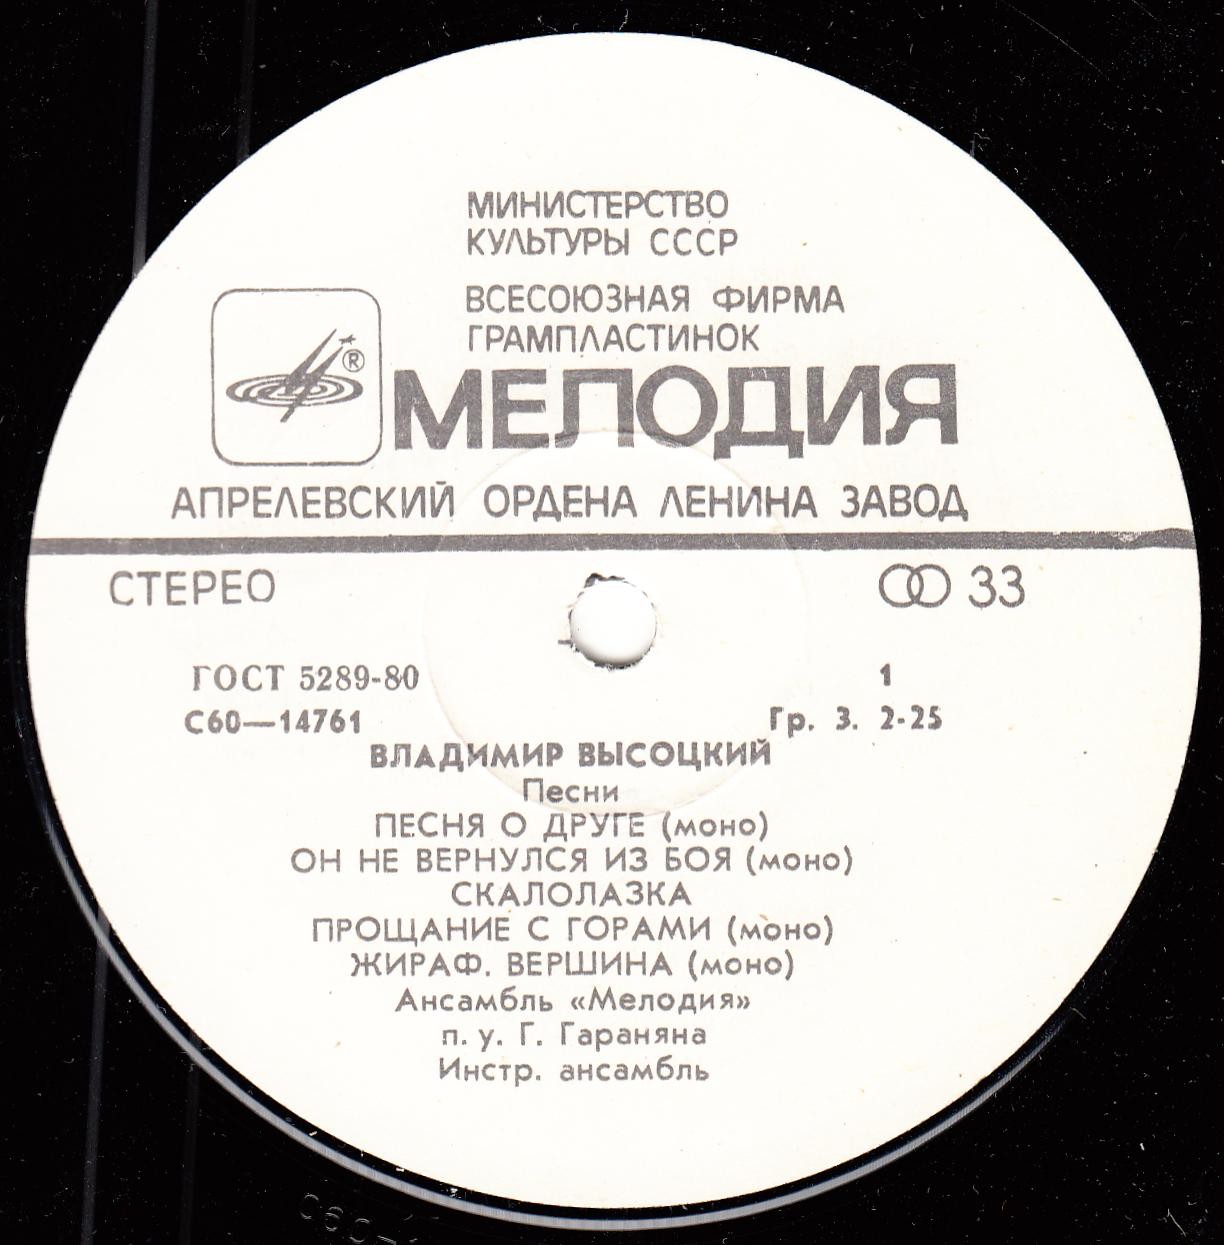 МИНИСТЕРСТВО
КУЛЬТУРЫ СССР
ВСЕСОЮЗНАЯ ФИРМА
ГРАМПЛАСТИНОК
®
МЕЛОДИЯ
АПРЕЛЕВСКИЙ ОРДЕНА ЛЕНИНА ЗАВОД
СТЕРЕО 33
ГОСТ 5289-80 1
С60—14761 Гр. 3. 2-25
ВЛАДИМИР ВЫСОЦКИЙ
Песни
ПЕСНЯ О ДРУГЕ (моно)
ОН НЕ ВЕРНУЛСЯ ИЗ БОЯ (моно)
СКАЛОЛАЗКА
ПРОЩАНИЕ С ГОРАМИ (моно)
ЖИРАФ. ВЕРШИНА (моно)
Ансамбль «Мелодия»
п. у. Г. Гараняна
Инстр. ансамбль